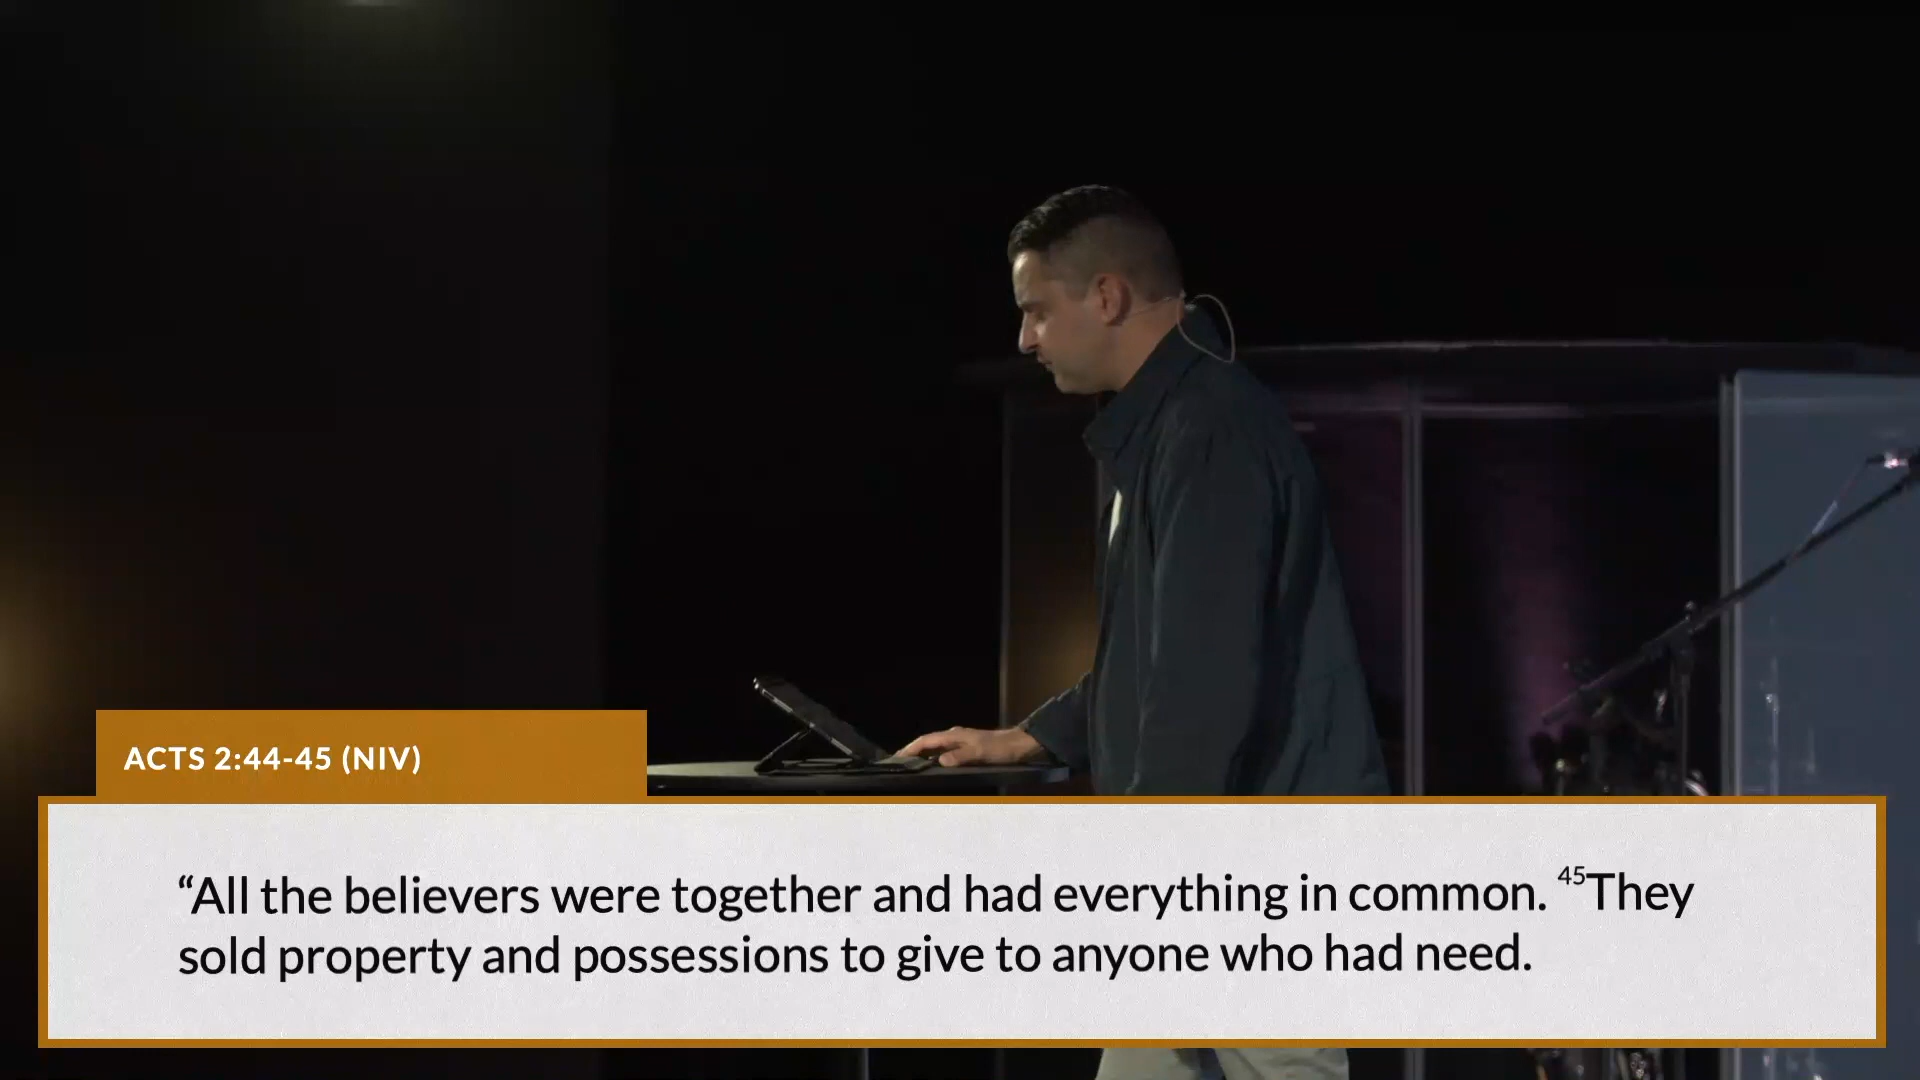 ACTS 2:44-45 (NIV)
“All the believers were together and had everything in common. ⁴⁵They
sold property and possessions to give to anyone who had need.